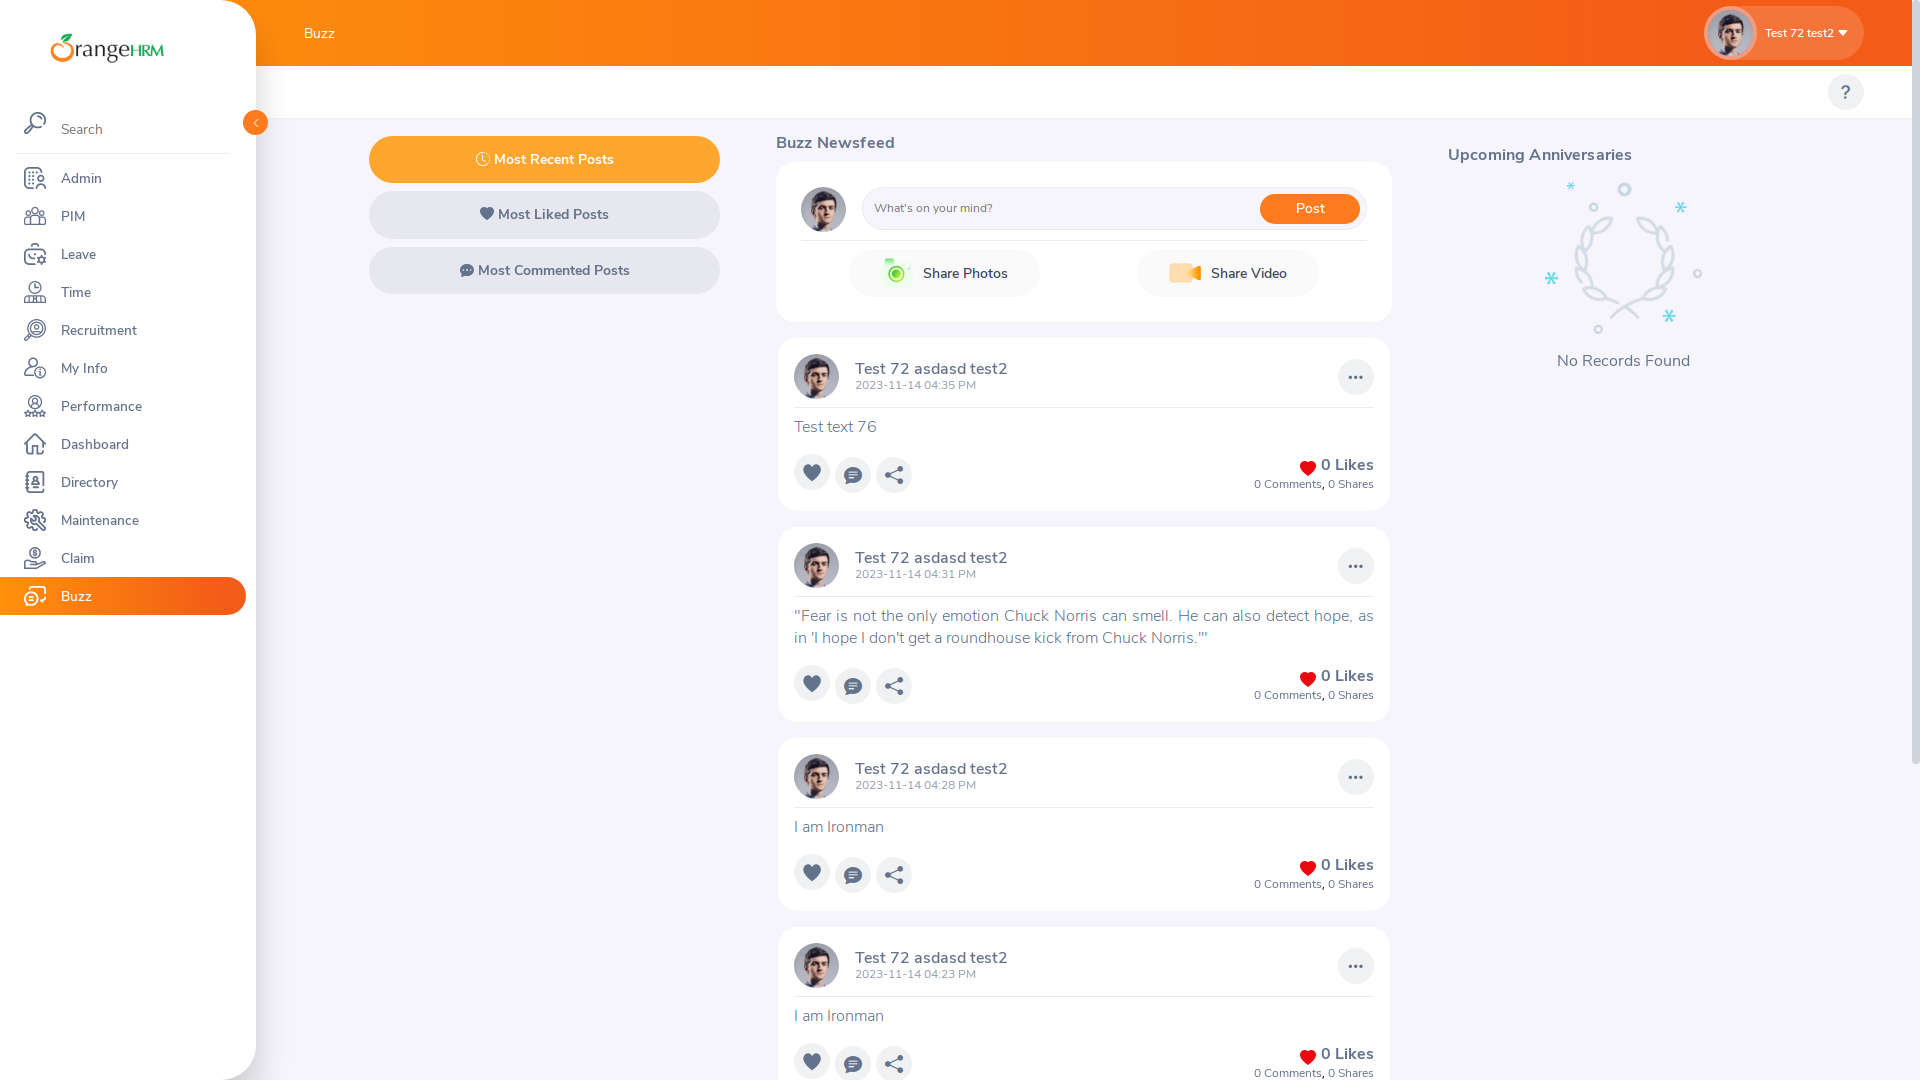 OrangeHRM
Search
Admin
PIM
Leave
Time
Recruitment
My Info
Performance
Dashboard
Directory
Maintenance
Claim
Buzz
Buzz
Test 72 test2
?
Most Recent Posts
Most Liked Posts
Most Commented Posts
Buzz Newsfeed
What's on your mind?
Post
Share Photos
Share Video
Test 72 asdasd test2
2023-11-14 04:35 PM
Test text 76
0 Likes
0 Comments, 0 Shares
Test 72 asdasd test2
2023-11-14 04:31 PM
"Fear is not the only emotion Chuck Norris can smell. He can also detect hope, as
in 'I hope I don't get a roundhouse kick from Chuck Norris.'"
0 Likes
0 Comments, 0 Shares
Test 72 asdasd test2
2023-11-14 04:28 PM
I am Ironman
0 Likes
0 Comments, 0 Shares
Test 72 asdasd test2
2023-11-14 04:23 PM
I am Ironman
0 Likes
0 Comments, 0 Shares
Upcoming Anniversaries
No Records Found